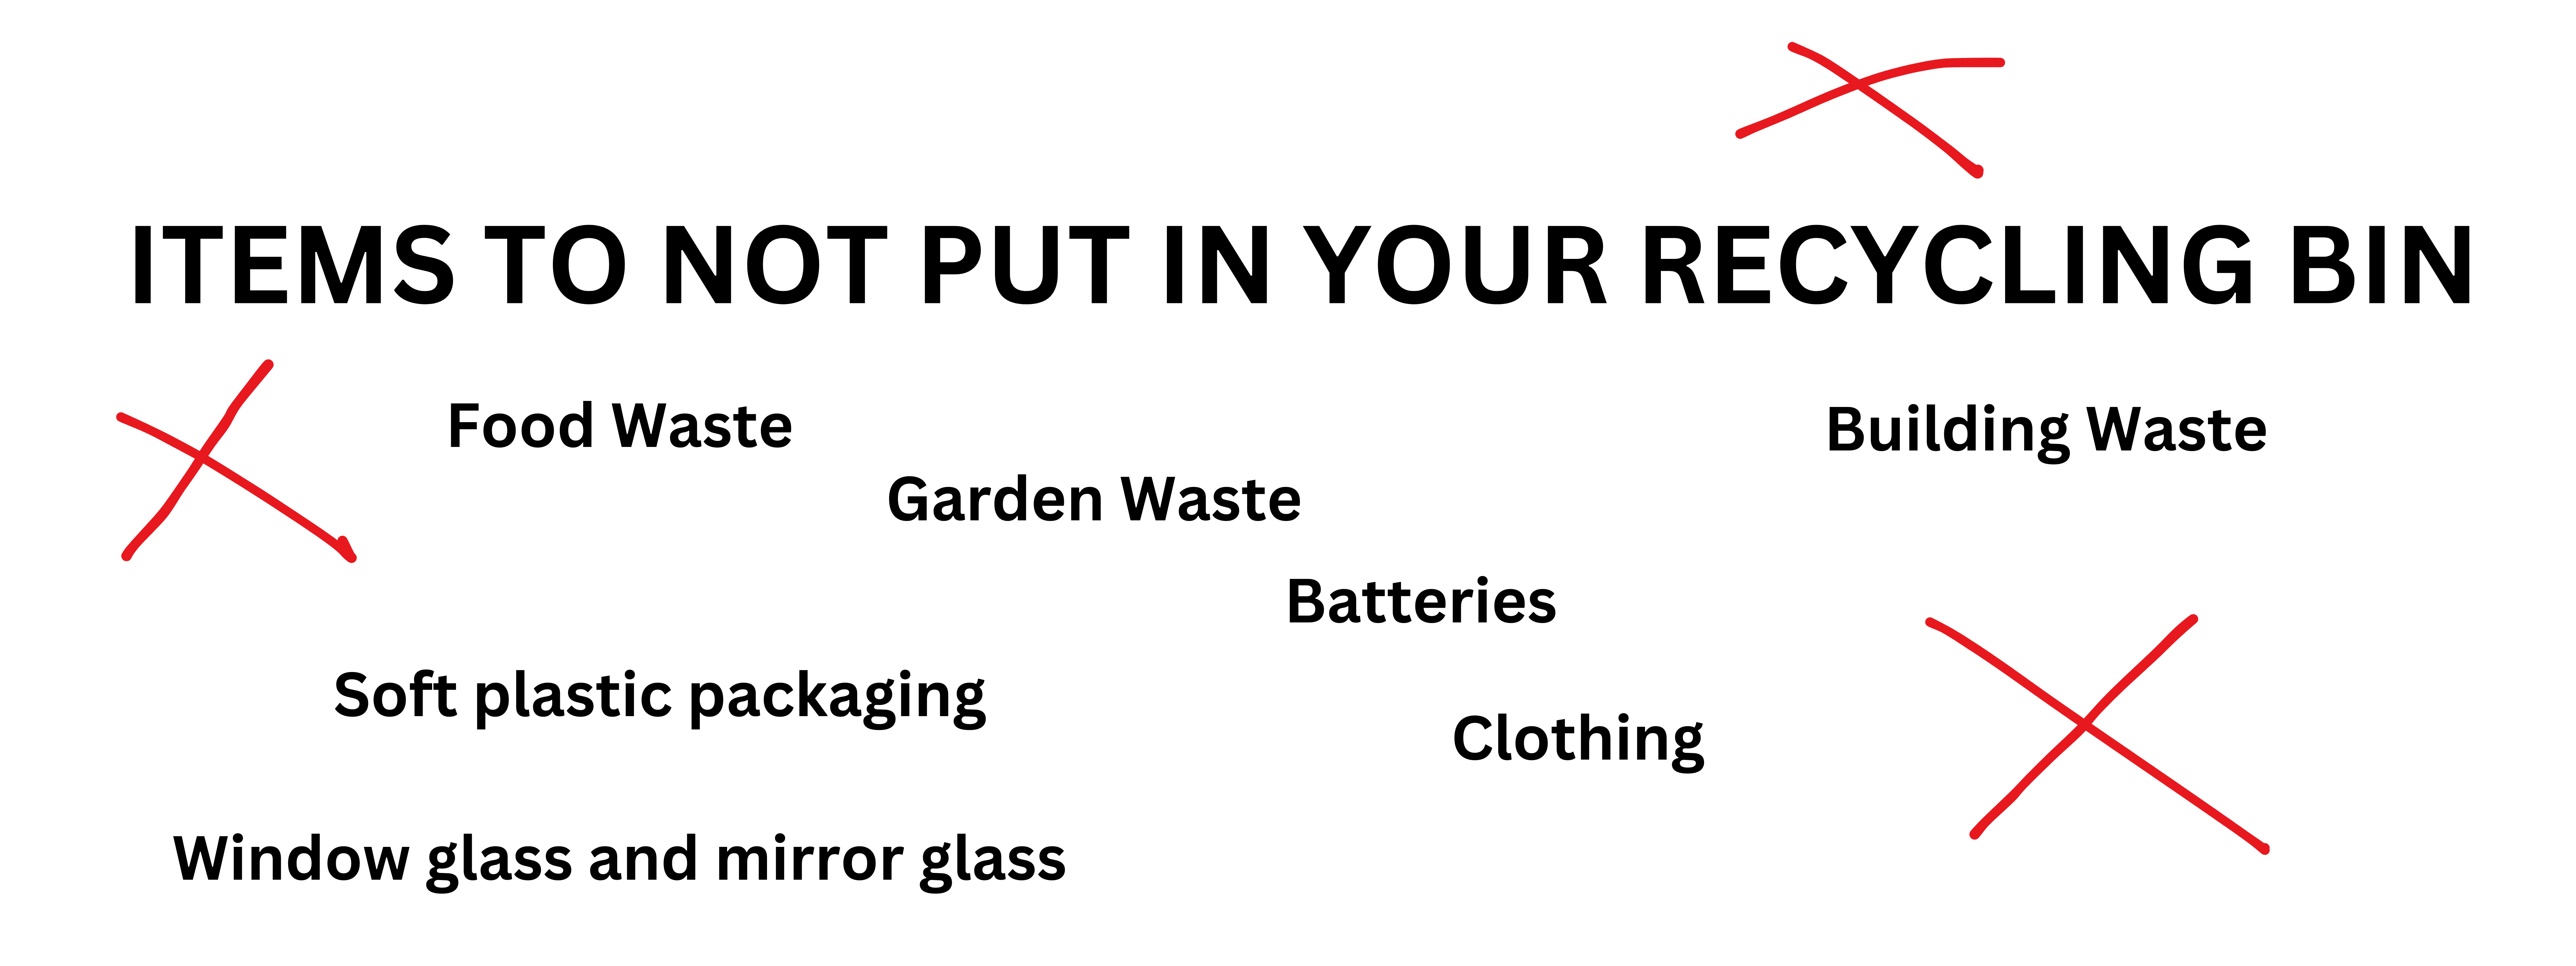 ITEMS TO NOT PUT IN YOUR RECYCLING BIN
Food Waste
Building Waste
Garden Waste
Batteries
Soft plastic packaging
Clothing
Window glass and mirror glass